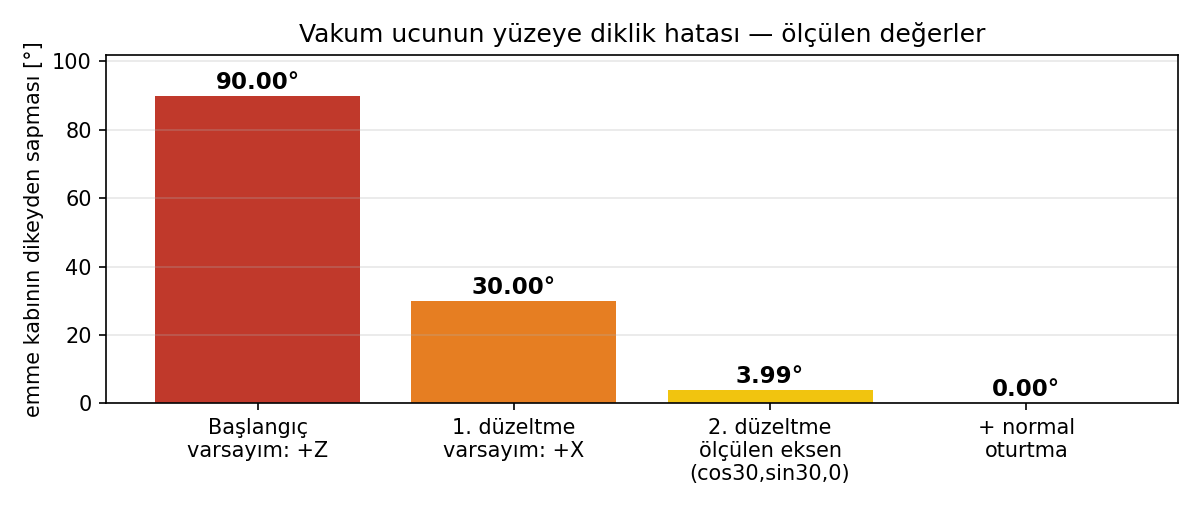 Vakum ucunun yüzeye diklik hatası — ölçülen değerler
emme kabının dikeyden sapması [°]
100
80
60
40
20
0
90.00°
30.00°
3.99°
0.00°
Başlangıç
varsayım: +Z
1. düzeltme
varsayım: +X
2. düzeltme
ölçülen eksen
(cos30,sin30,0)
+ normal
oturtma